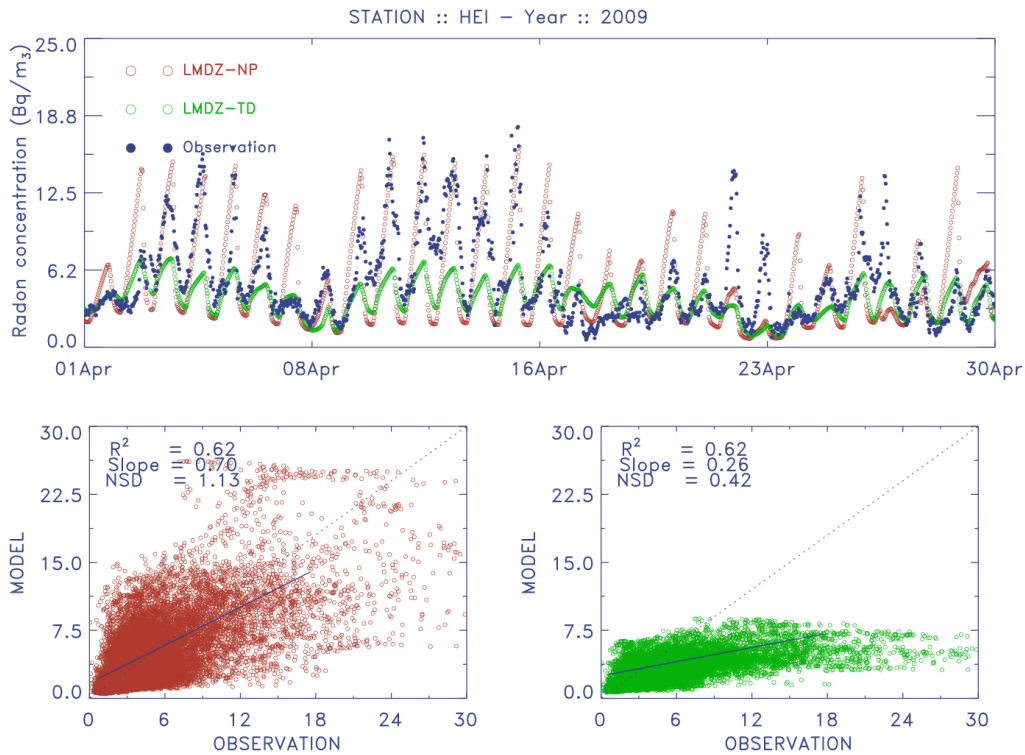 STATION :: HEI – Year :: 2009
Radon concentration (Bq/m3)
25.0
18.8
12.5
6.2
0.0
LMDZ–NP
LMDZ–TD
Observation
01Apr 08Apr 16Apr 23Apr 30Apr
MODEL
30.0
22.5
15.0
7.5
0.0
R² = 0.62
Slope = 0.70
NSD = 1.13
0 6 12 18 24 30
OBSERVATION
MODEL
30.0
22.5
15.0
7.5
0.0
R² = 0.62
Slope = 0.26
NSD = 0.42
0 6 12 18 24 30
OBSERVATION